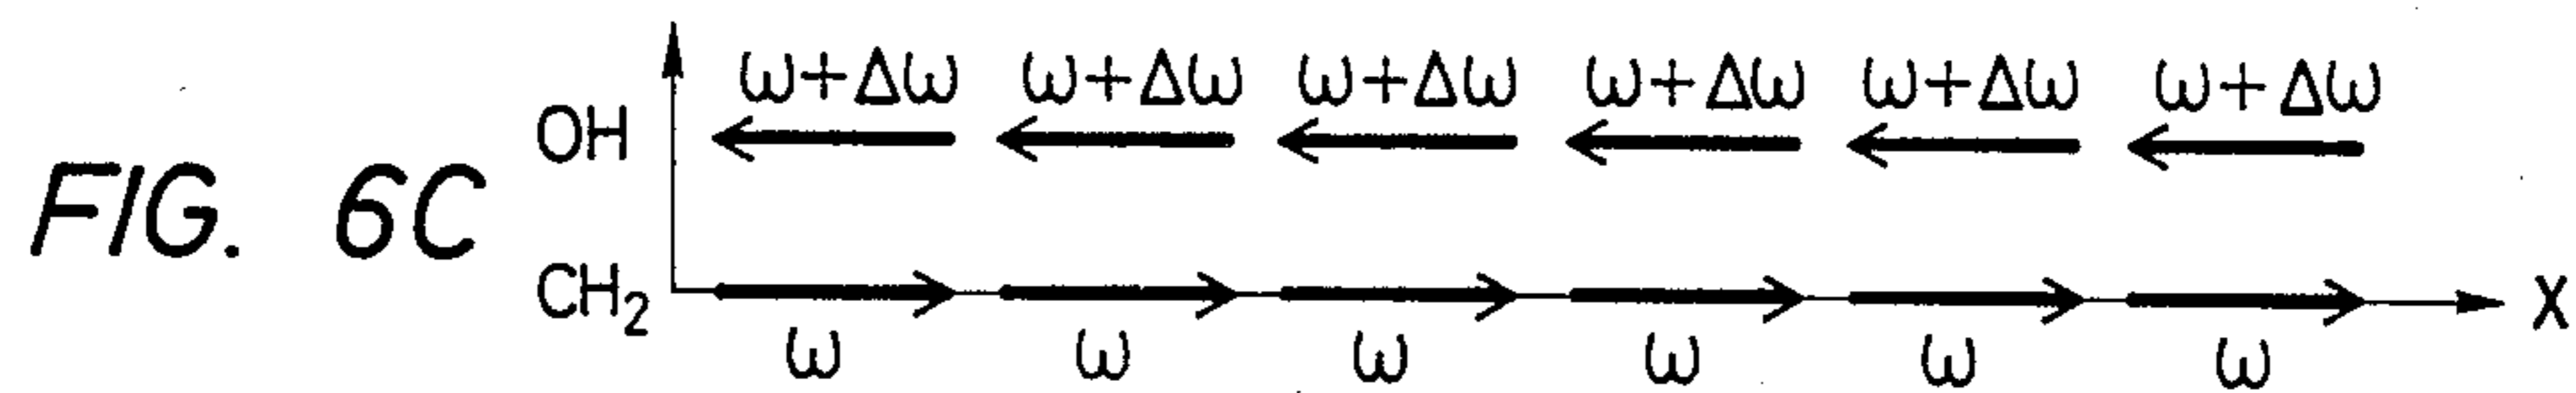 FIG. 6C
OH
ω+Δω ω+Δω ω+Δω ω+Δω ω+Δω ω+Δω
CH₂
X
ω ω ω ω ω ω